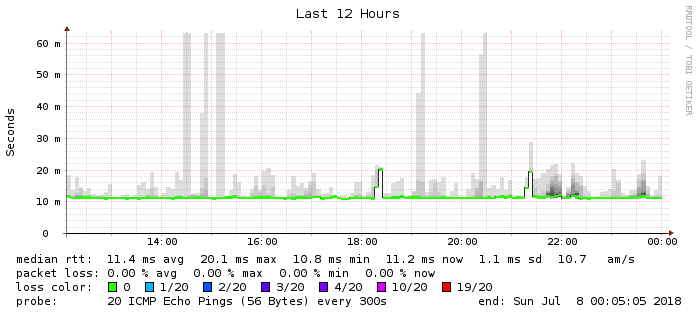 Last 12 Hours
RRDTOOL / TOBI OETIKER
Seconds
60 m
50 m
40 m
30 m
20 m
10 m
0
14:00 16:00 18:00 20:00 22:00 00:00
median rtt: 11.4 ms avg 20.1 ms max 10.8 ms min 11.2 ms now 1.1 ms sd 10.7 am/s
packet loss: 0.00 % avg 0.00 % max 0.00 % min 0.00 % now
loss color: 0 1/20 2/20 3/20 4/20 10/20 19/20
probe: 20 ICMP Echo Pings (56 Bytes) every 300s end: Sun Jul 8 00:05:05 2018